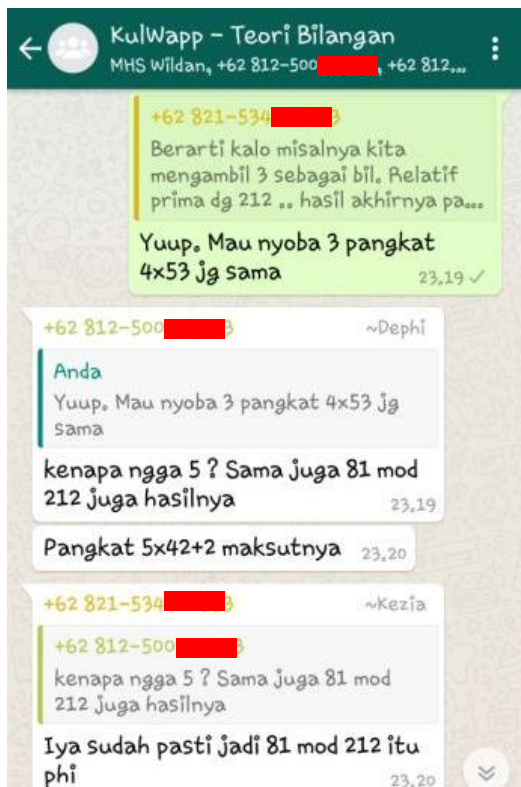 KulWapp - Teori Bilangan
MHS Wildan, +62 812-500 , +62 812,...
+62 821-534 3
Berarti kalo misalnya kita
mengambil 3 sebagai bil. Relatif
prima dg 212 .. hasil akhirnya pa...
Yuup. Mau nyoba 3 pangkat
4x53 jg sama
23.19
+62 812-500 3 ~Dephi
Anda
Yuup. Mau nyoba 3 pangkat 4x53 jg
sama
kenapa ngga 5 ? Sama juga 81 mod
212 juga hasilnya
23.19
Pangkat 5x42+2 maksutnya 23.20
+62 821-534 3 ~Kezia
+62 812-500 3
kenapa ngga 5 ? Sama juga 81 mod
212 juga hasilnya
Iya sudah pasti jadi 81 mod 212 itu
phi
23.20